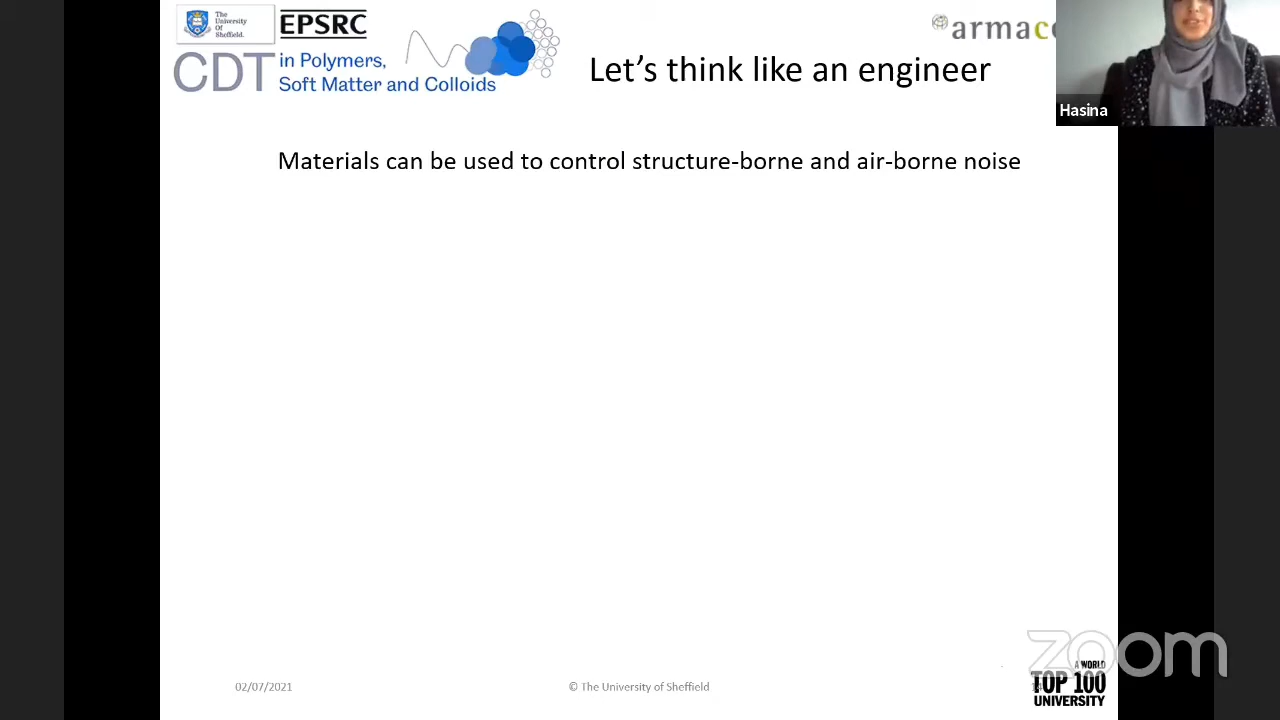 The
University
Of
Sheffield.
EPSRC
CDT
in Polymers,
Soft Matter and Colloids
Let's think like an engineer
Hasina
Materials can be used to control structure-borne and air-borne noise
02/07/2021
© The University of Sheffield
zoom
A WORLD
TOP 100
UNIVERSITY